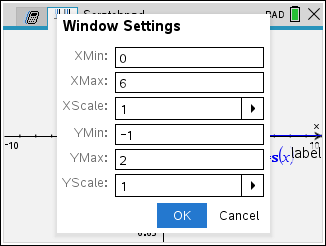 RAD
Window Settings
XMin: 0
XMax: 6
XScale: 1
YMin: -1
YMax: 2
YScale: 1
x
-10 10
s(x) label
OK Cancel